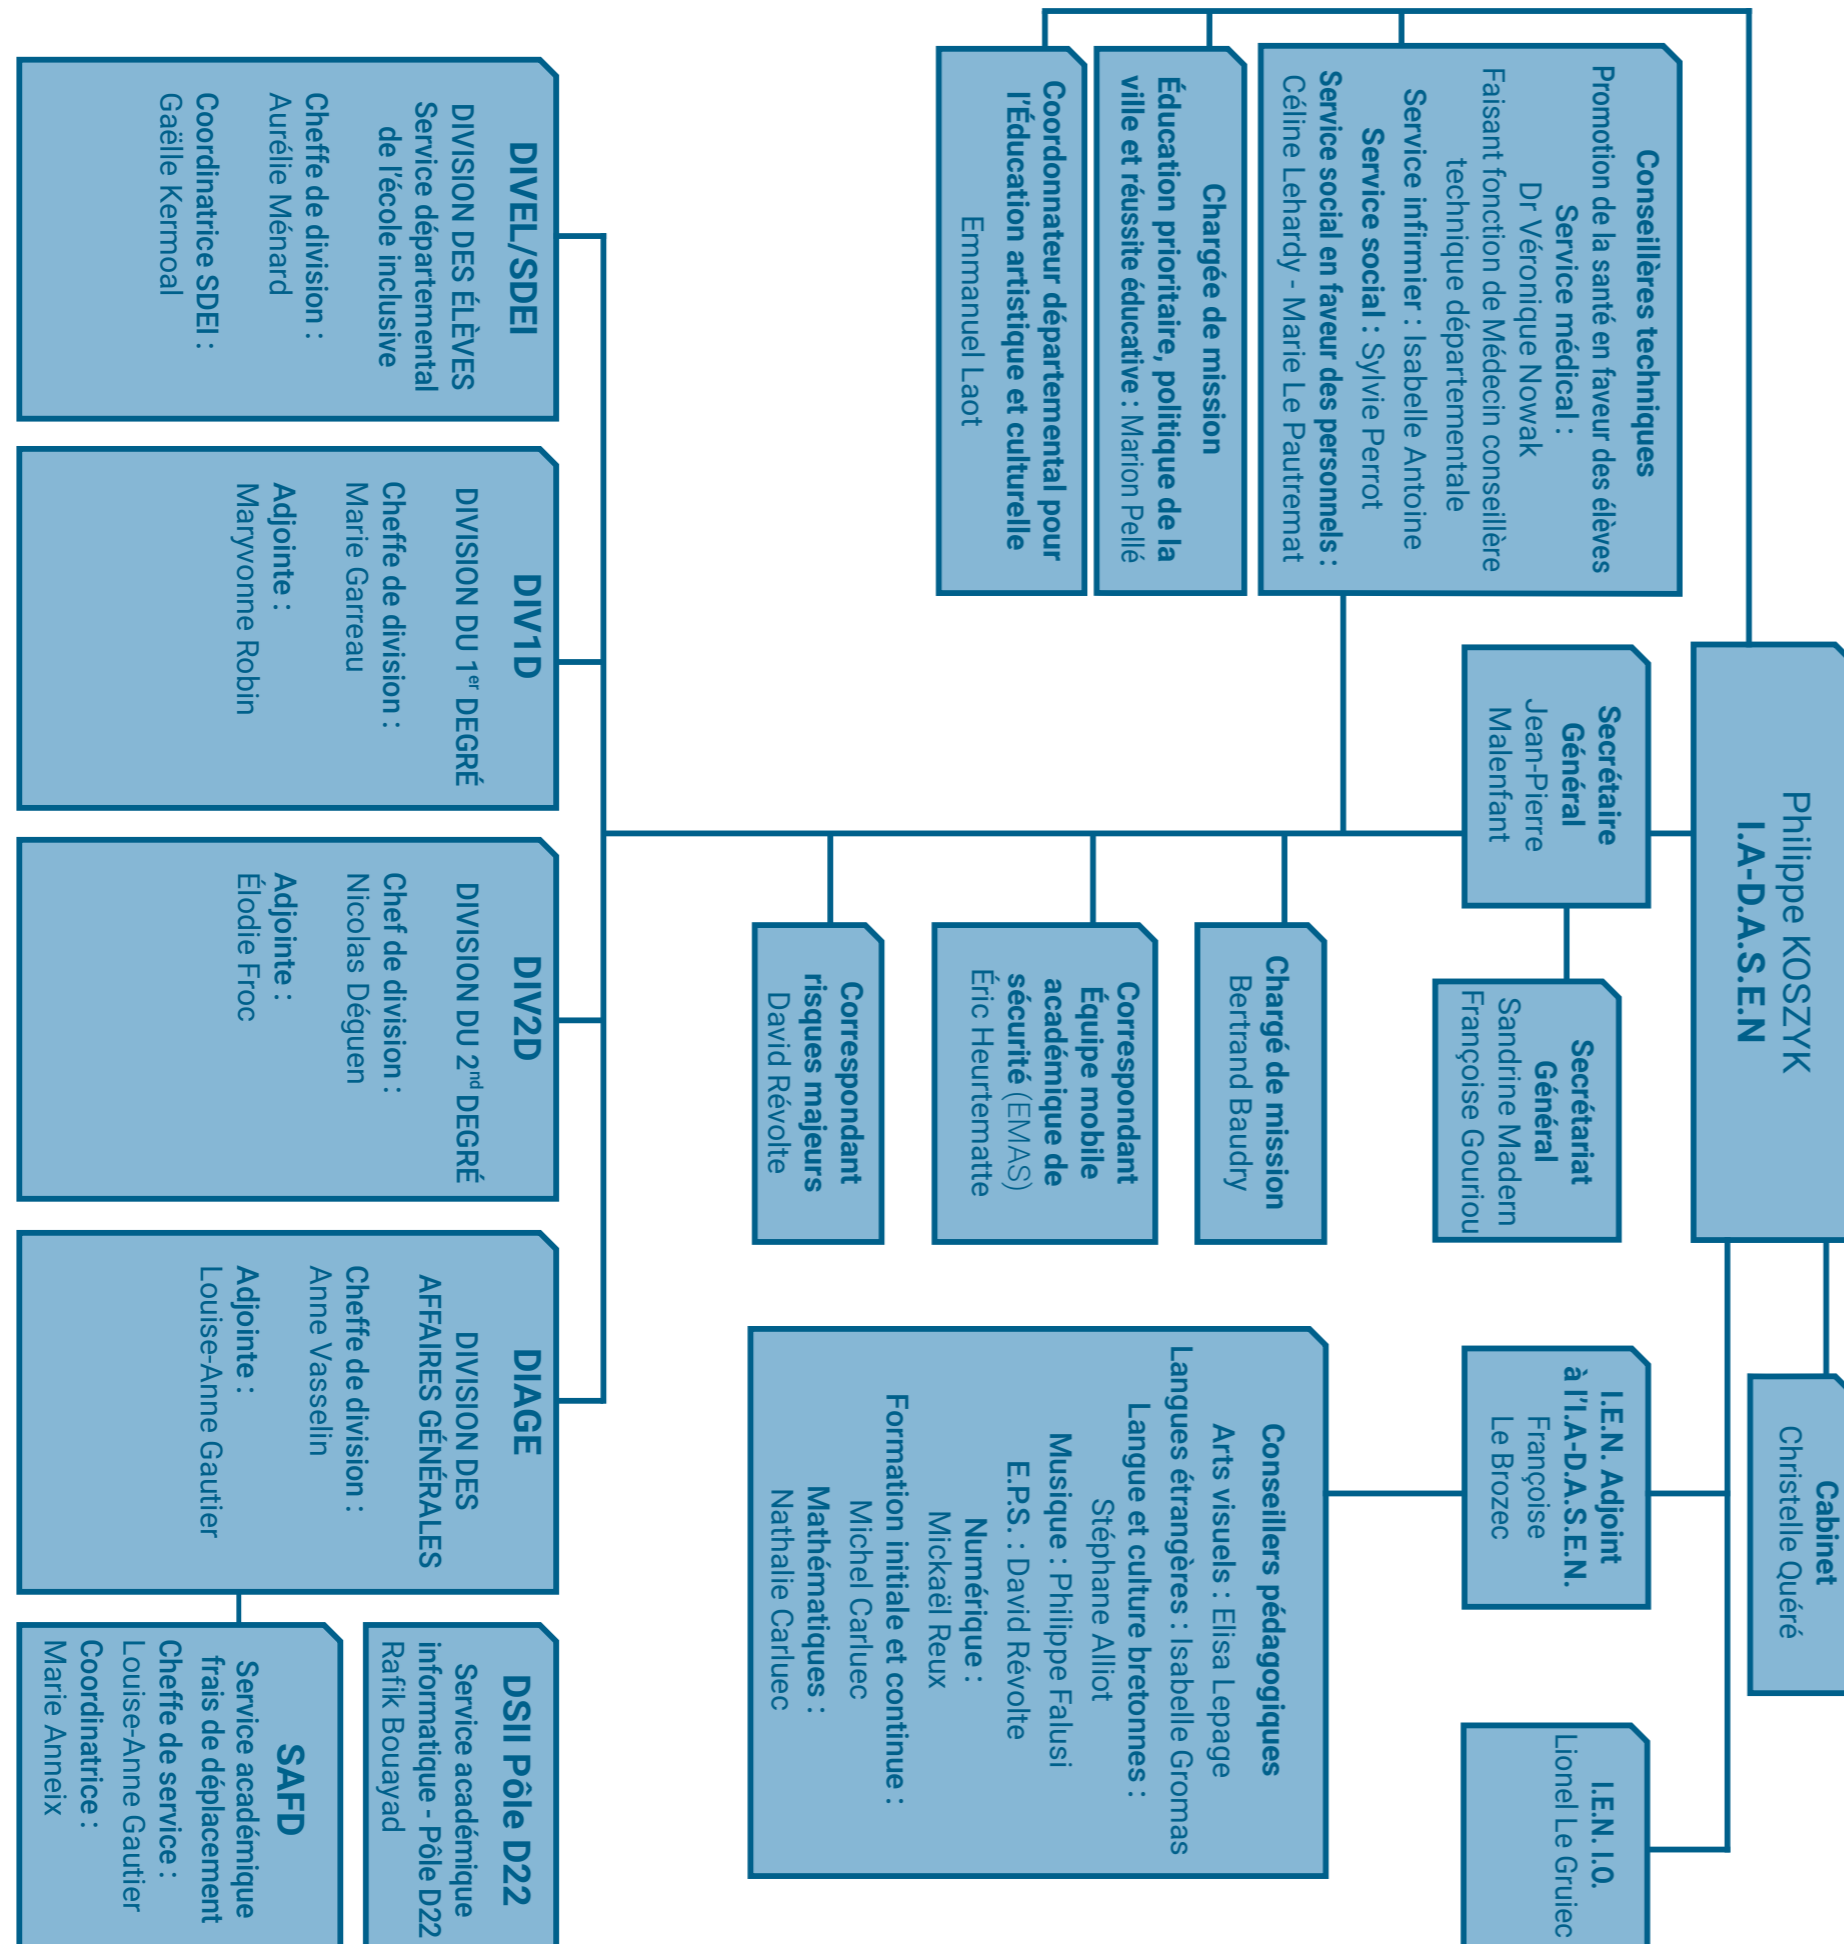 Philippe KOSZYK
I.A-D.A.S.E.N
Cabinet
Christelle Quéré
Secrétaire
Général
Jean-Pierre
Malenfant
Secrétariat
Général
Sandrine Madern
Françoise Gouriou
I.E.N. Adjoint
à l'I.A-D.A.S.E.N.
Françoise
Le Brozec
I.E.N. I.O.
Lionel Le Gruiec
Conseillères techniques
Promotion de la santé en faveur des élèves
Service médical :
Dr Véronique Nowak
Faisant fonction de Médecin conseillère
technique départementale
Service infirmier : Isabelle Antoine
Service social : Sylvie Perrot
Service social en faveur des personnels :
Céline Lehardy - Marie Le Pautremat
Chargée de mission
Éducation prioritaire, politique de la
ville et réussite éducative : Marion Pellé
Coordonnateur départemental pour
l'Éducation artistique et culturelle
Emmanuel Laot
Chargé de mission
Bertrand Baudry
Correspondant
Équipe mobile
académique de
sécurité (EMAS)
Éric Heurtematte
Correspondant
risques majeurs
David Révolte
Conseillers pédagogiques
Arts visuels : Elisa Lepage
Langues étrangères : Isabelle Gromas
Langue et culture bretonnes :
Stéphane Alliot
Musique : Philippe Falusi
E.P.S. : David Révolte
Numérique :
Mickaël Reux
Formation initiale et continue :
Michel Carluec
Mathématiques :
Nathalie Carluec
DIVEL/SDEI
DIVISION DES ÉLÈVES
Service départemental
de l'école inclusive
Cheffe de division :
Aurélie Ménard
Coordinatrice SDEI :
Gaëlle Kermoal
DIV1D
DIVISION DU 1er DEGRÉ
Cheffe de division :
Marie Garreau
Adjointe :
Maryvonne Robin
DIV2D
DIVISION DU 2nd DEGRÉ
Chef de division :
Nicolas Déguen
Adjointe :
Élodie Froc
DIAGE
DIVISION DES
AFFAIRES GÉNÉRALES
Cheffe de division :
Anne Vasselin
Adjointe :
Louise-Anne Gautier
DSII Pôle D22
Service académique
informatique - Pôle D22
Rafik Bouayad
SAFD
Service académique
frais de déplacement
Cheffe de service :
Louise-Anne Gautier
Coordinatrice :
Marie Anneix